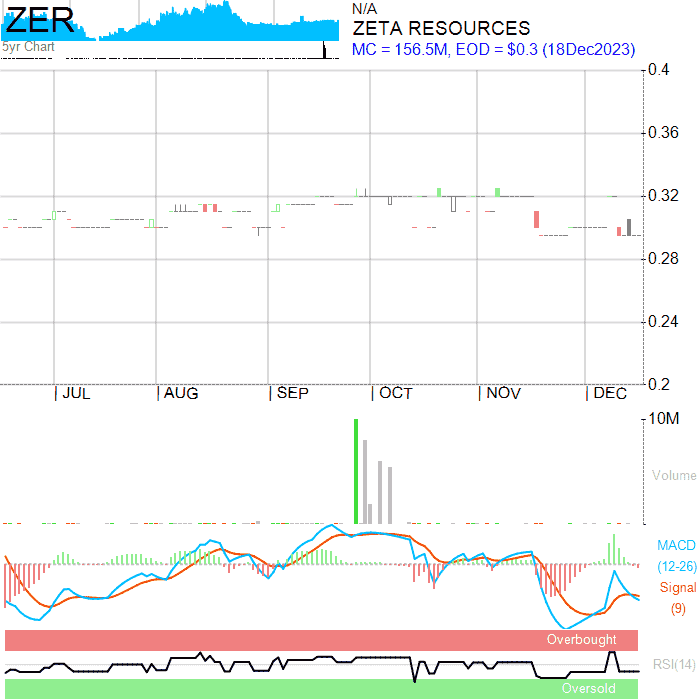 ZER
5yr Chart
N/A
ZETA RESOURCES
MC = 156.5M, EOD = $0.3 (18Dec2023)
0.4
0.36
0.32
0.28
0.24
0.2
JUL AUG SEP OCT NOV DEC
10M
Volume
MACD
(12-26)
Signal
(9)
Overbought
RSI(14)
Oversold